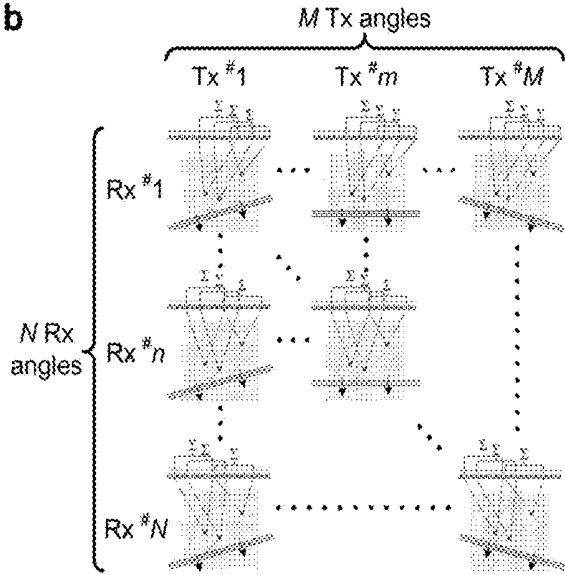 b
M Tx angles
Tx #1 Tx #m Tx #M
Σ Σ Σ Σ Σ Σ Σ Σ Σ
Rx #1
Σ Σ Σ Σ Σ Σ
N Rx
angles
Rx #n
Σ Σ Σ Σ Σ Σ
Rx #N